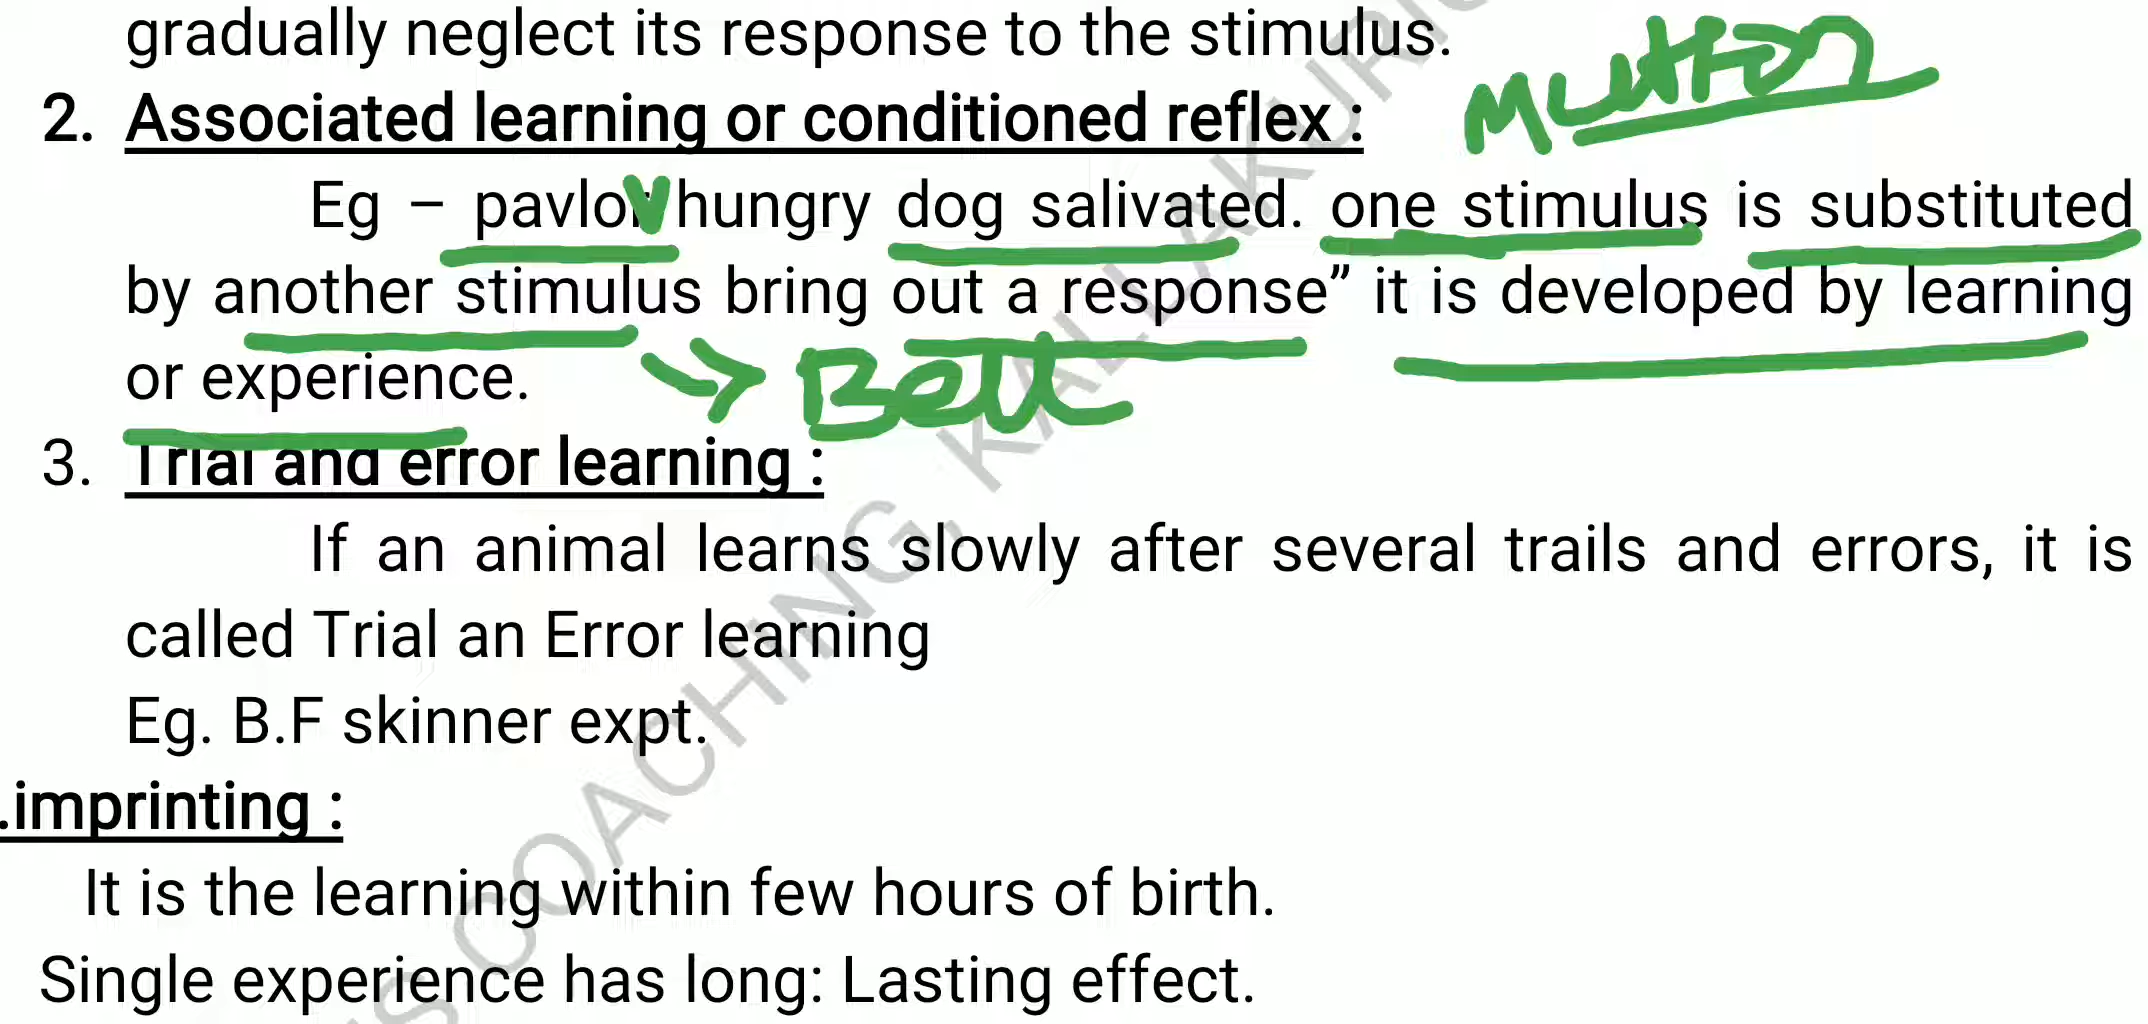 gradually neglect its response to the stimulus.
Mutton
2. Associated learning or conditioned reflex :
Eg – pavlov hungry dog salivated. one stimulus is substituted
by another stimulus bring out a response” it is developed by learning
or experience.
Bell
3. Trial and error learning :
If an animal learns slowly after several trails and errors, it is
called Trial an Error learning
Eg. B.F skinner expt.
.imprinting :
It is the learning within few hours of birth.
Single experience has long: Lasting effect.
COACHING, KALLAKURIC